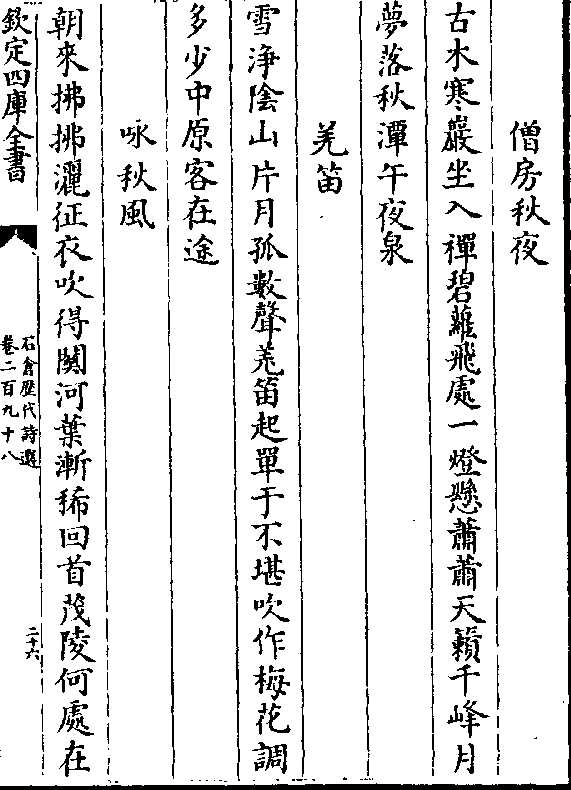 僧房秋夜
古木寒巖坐入禪碧蘿飛處一燈懸蕭蕭天籟千峰月
夢落秋潭午夜泉
羌笛
雪浄陰山片月孤數聲羌笛起單于不堪吹作梅花調
多少中原客在途
咏秋風
朝來拂拂灑征衣吹得關河葉漸稀回首茂陵何處在
欽定四庫全書
石倉歷代詩選
卷二百九十八
二十六